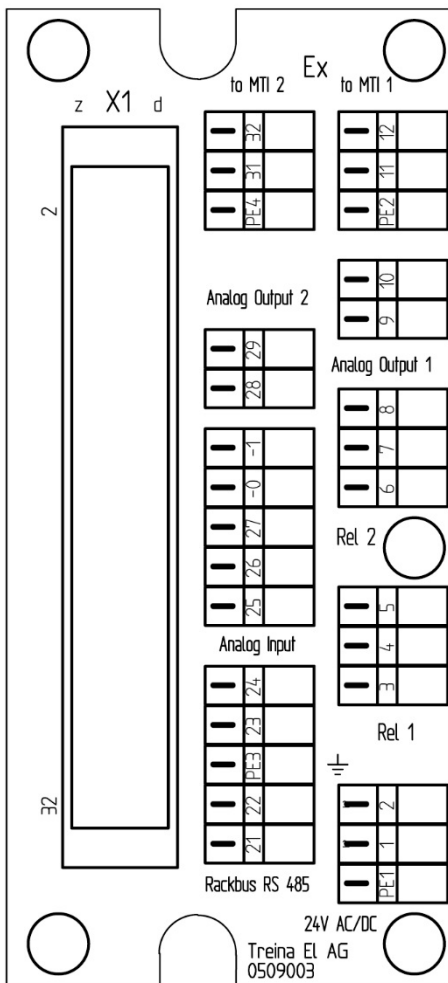 Ex
to MTI 2
to MTI 1
z X1 d
2
32
32
31
PE4
12
11
PE2
10
9
Analog Output 2
29
28
Analog Output 1
8
7
6
-1
-0
27
26
25
Rel 2
Analog Input
5
4
3
Rel 1
24
23
PE3
22
21
Rackbus RS 485
2
1
PE1
24V AC/DC
Treina El AG
0509003